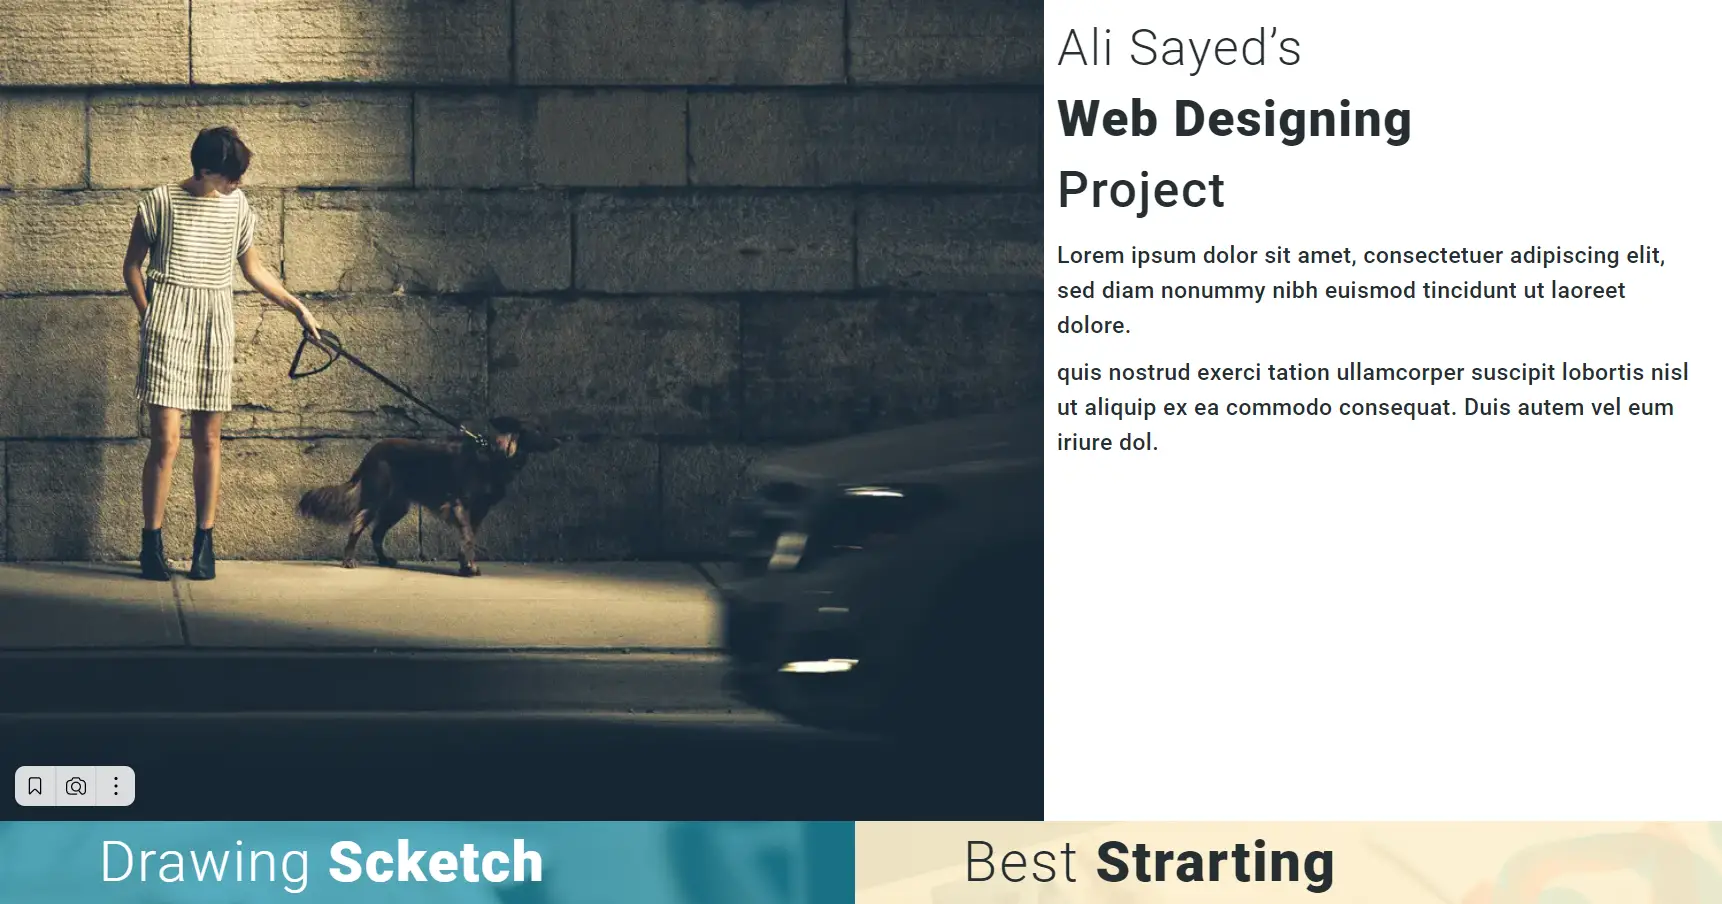 Ali Sayed’s
Web Designing
Project
Lorem ipsum dolor sit amet, consectetuer adipiscing elit,
sed diam nonummy nibh euismod tincidunt ut laoreet
dolore.
quis nostrud exerci tation ullamcorper suscipit lobortis nisl
ut aliquip ex ea commodo consequat. Duis autem vel eum
iriure dol.
Drawing Scketch
Best Strarting